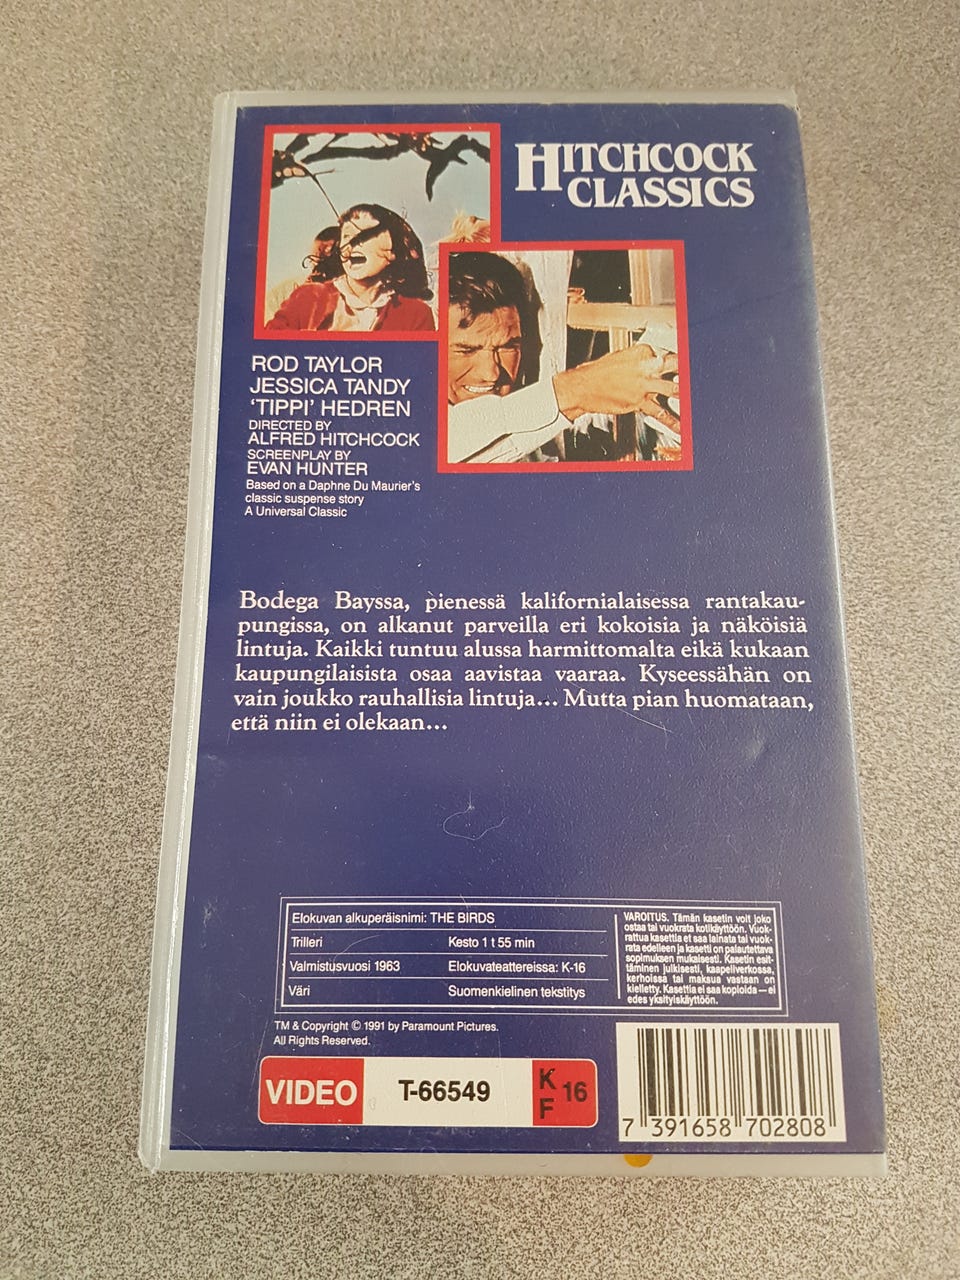 HITCHCOCK
CLASSICS
ROD TAYLOR
JESSICA TANDY
‘TIPPI’ HEDREN
DIRECTED BY
ALFRED HITCHCOCK
SCREENPLAY BY
EVAN HUNTER
Based on a Daphne Du Maurier's
classic suspense story
A Universal Classic
Bodega Bayssa, pienessä kalifornialaisessa rantakau-
pungissa, on alkanut parveilla eri kokoisia ja näköisiä
lintuja. Kaikki tuntuu alussa harmittomalta eikä kukaan
kaupungilaisista osaa aavistaa vaaraa. Kyseessähän on
vain joukko rauhallisia lintuja... Mutta pian huomataan,
että niin ei olekaan...
Elokuvan alkuperäisnimi: THE BIRDS
Trilleri Kesto 1 t 55 min
Valmistusvuosi 1963 Elokuvateattereissa: K-16
Väri Suomenkielinen tekstitys
VAROITUS. Tämän kasetin voit joko
ostaa tai vuokrata kotikäyttöön. Vuok-
rattua kasettia et saa lainata tai vuok-
rata edelleen ja kasetti on palautettava
sopimuksen mukaisesti. Kasetin esit-
täminen julkisesti, kaapeliverkossa,
kerhoissa tai maksua vastaan on
kielletty. Kasettia ei saa kopioida — ei
edes yksityiskäyttöön.
TM & Copyright © 1991 by Paramount Pictures.
All Rights Reserved.
VIDEO T-66549 K F 16
7 391658 702808